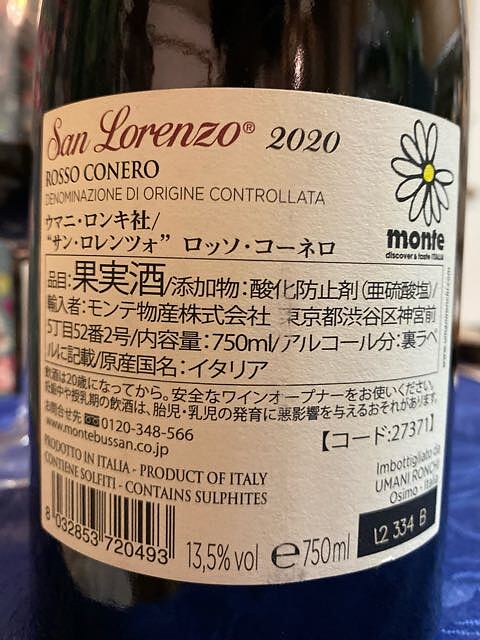 San Lorenzo® 2020
ROSSO CONERO
DENOMINAZIONE DI ORIGINE CONTROLLATA
ウマニ・ロンキ社/
“サン・ロレンツォ” ロッソ・コーネロ
monte
discover & taste ITALIA
品目:果実酒/添加物:酸化防止剤(亜硫酸塩)/
輸入者:モンテ物産株式会社 東京都渋谷区神宮前
5丁目52番2号/内容量:750ml/アルコール分:裏ラベ
ルに記載/原産国名:イタリア
飲酒は20歳になってから。安全なワインオープナーをお使いください。
妊娠中や授乳期の飲酒は、胎児・乳児の発育に悪影響を与えるおそれがあります。
お問合せ先 0120-348-566
www.montebussan.co.jp
【コード:27371】
PRODOTTO IN ITALIA - PRODUCT OF ITALY
CONTIENE SOLFITI - CONTAINS SULPHITES
Imbottigliato da
UMANI RONCHI
Osimo - Italia
8 032853 720493
13,5% vol e 750 ml
L2 334 B